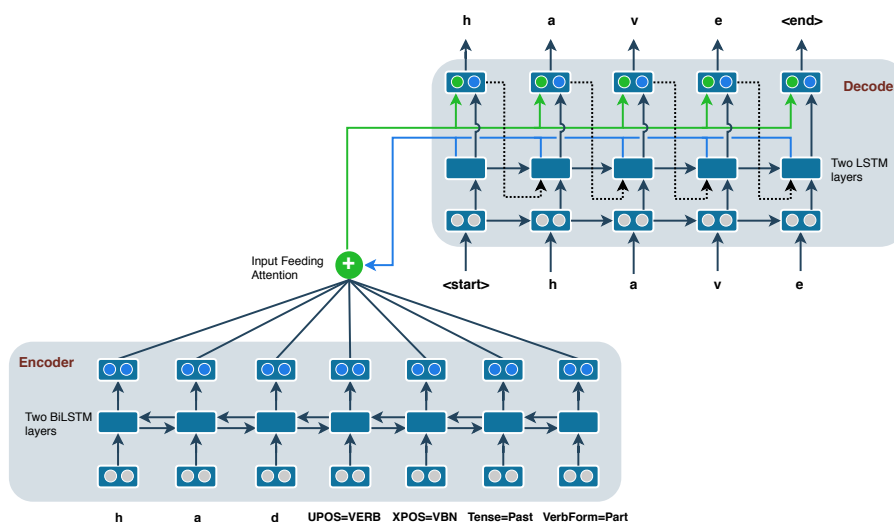 h a v e <end>
Decoder
Two LSTM
layers
Input Feeding
Attention
<start> h a v e
Encoder
Two BiLSTM
layers
h a d UPOS=VERB XPOS=VBN Tense=Past VerbForm=Part